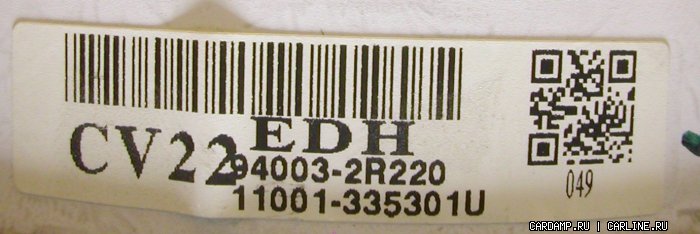 EDH
CV22
94003-2R220
11001-335301U
049
CARDAMP.RU | CARLINE.RU